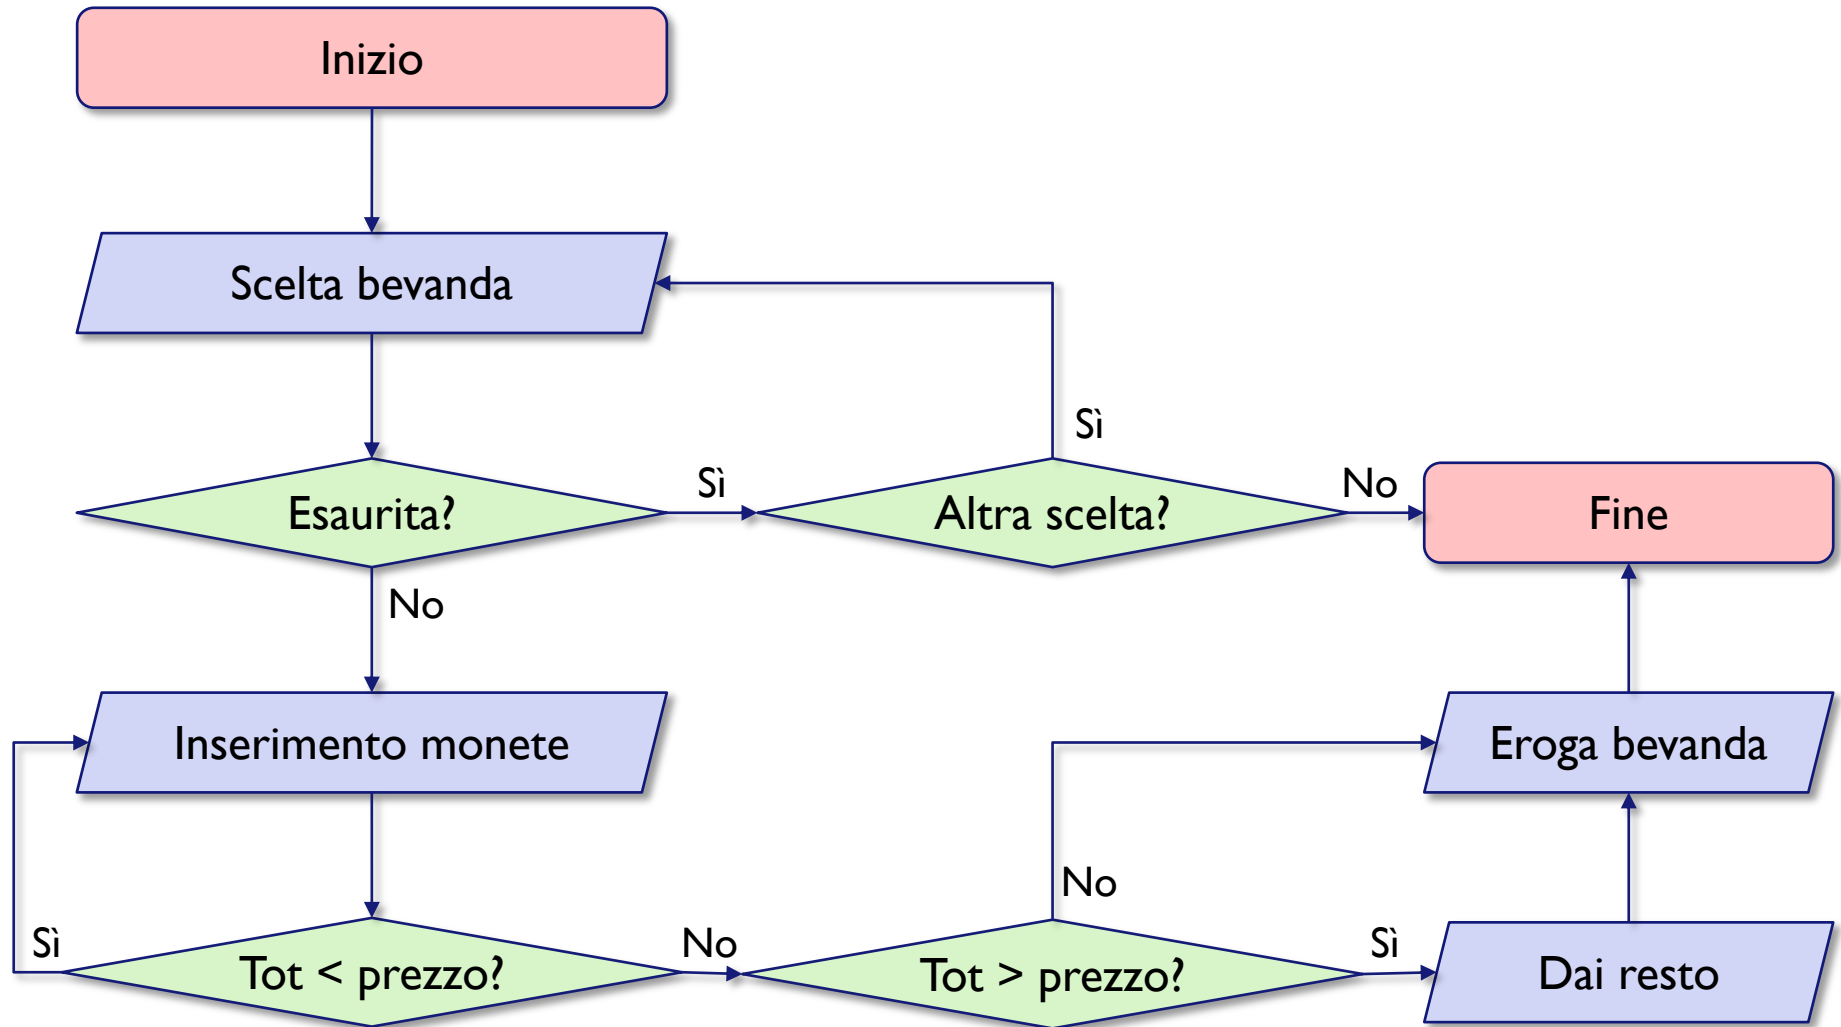 Inizio
Scelta bevanda
Sì
Esaurita?
Sì
Altra scelta?
No
Fine
No
Inserimento monete
Eroga bevanda
No
Sì
Tot < prezzo?
No
Tot > prezzo?
Sì
Dai resto